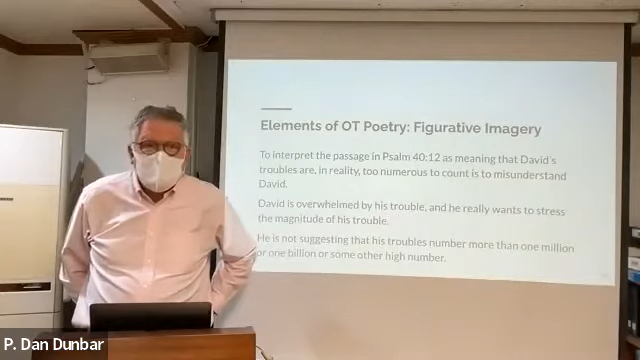 Elements of OT Poetry: Figurative Imagery
To interpret the passage in Psalm 40:12 as meaning that David's
troubles are, in reality, too numerous to count is to misunderstand
David.
David is overwhelmed by his trouble, and he really wants to stress
the magnitude of his trouble.
He is not suggesting that his troubles number more than one million
or one billion or some other high number.
P. Dan Dunbar